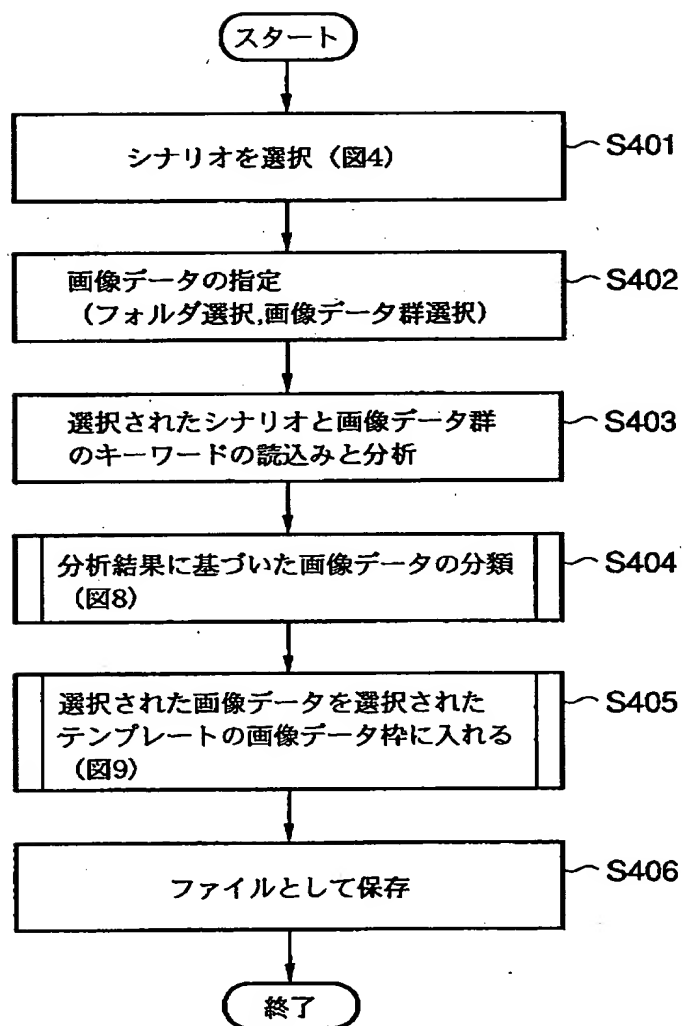 スタート
シナリオを選択（図4）
S401
画像データの指定
（フォルダ選択,画像データ群選択）
S402
選択されたシナリオと画像データ群
のキーワードの読込みと分析
S403
分析結果に基づいた画像データの分類
（図8）
S404
選択された画像データを選択された
テンプレートの画像データ枠に入れる
（図9）
S405
ファイルとして保存
S406
終了